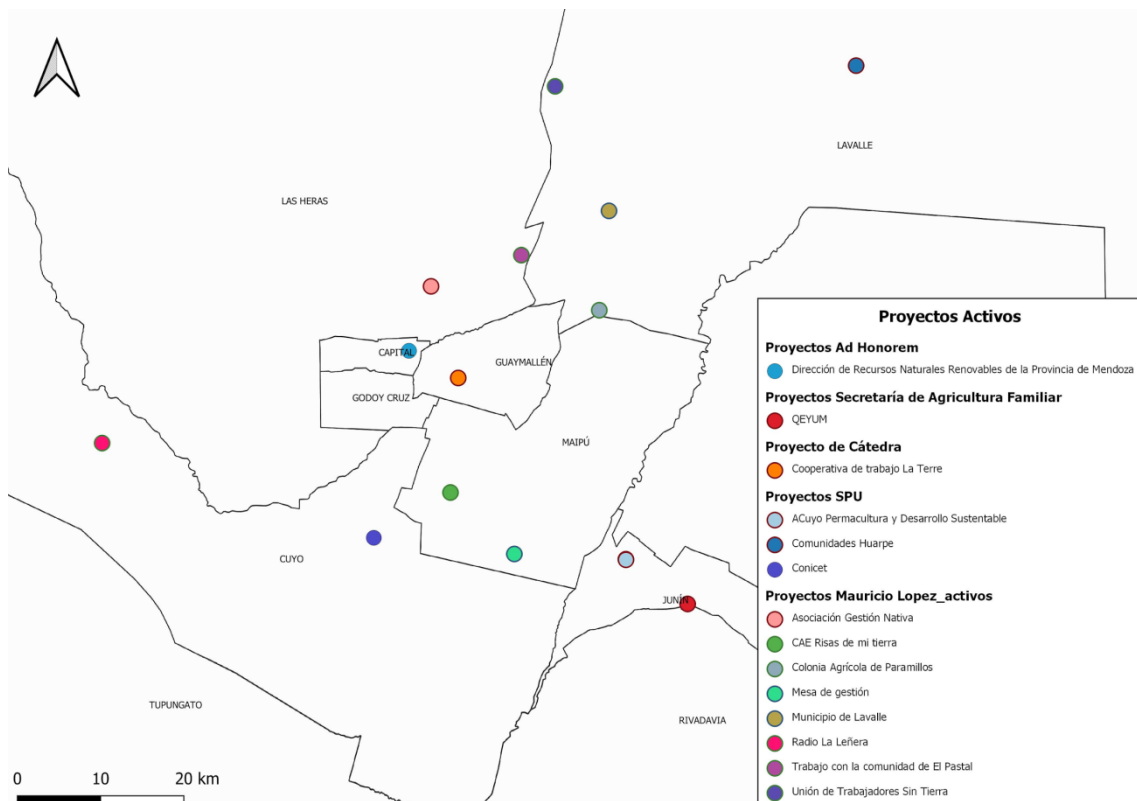 LAVALLE
LAS HERAS
CAPITAL
GUAYMALLÉN
GODOY CRUZ
MAIPÚ
CUYO
JUNÍN
TUPUNGATO
RIVADAVIA
0 10 20 km
Proyectos Activos
Proyectos Ad Honorem
Dirección de Recursos Naturales Renovables de la Provincia de Mendoza
Proyectos Secretaría de Agricultura Familiar
QEYUM
Proyecto de Cátedra
Cooperativa de trabajo La Terre
Proyectos SPU
ACuyo Permacultura y Desarrollo Sustentable
Comunidades Huarpe
Conicet
Proyectos Mauricio Lopez_activos
Asociación Gestión Nativa
CAE Risas de mi tierra
Colonia Agrícola de Paramillos
Mesa de gestión
Municipio de Lavalle
Radio La Leñera
Trabajo con la comunidad de El Pastal
Unión de Trabajadores Sin Tierra